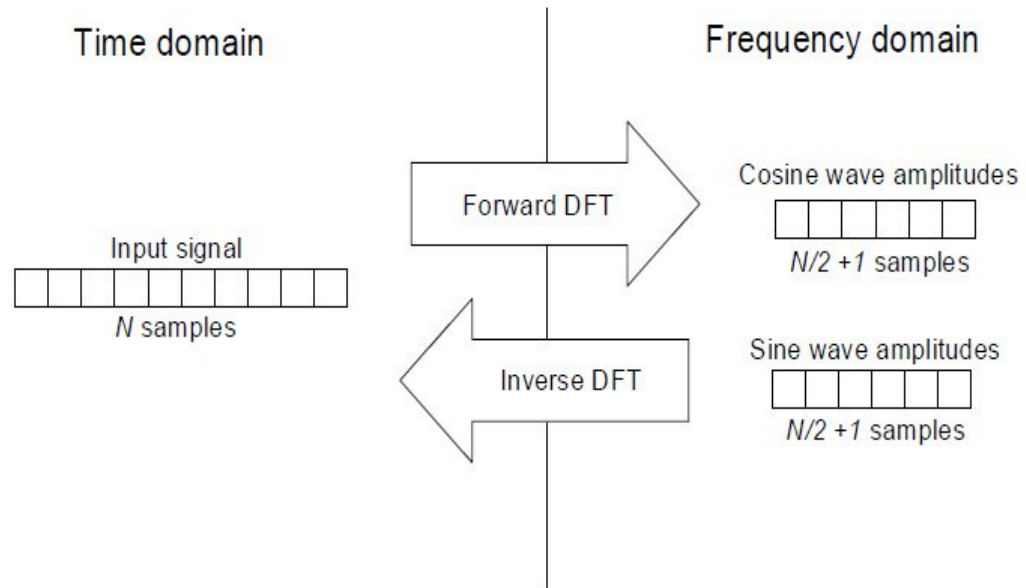 Time domain
Frequency domain
Forward DFT
Cosine wave amplitudes
N/2 +1 samples
Input signal
N samples
Inverse DFT
Sine wave amplitudes
N/2 +1 samples